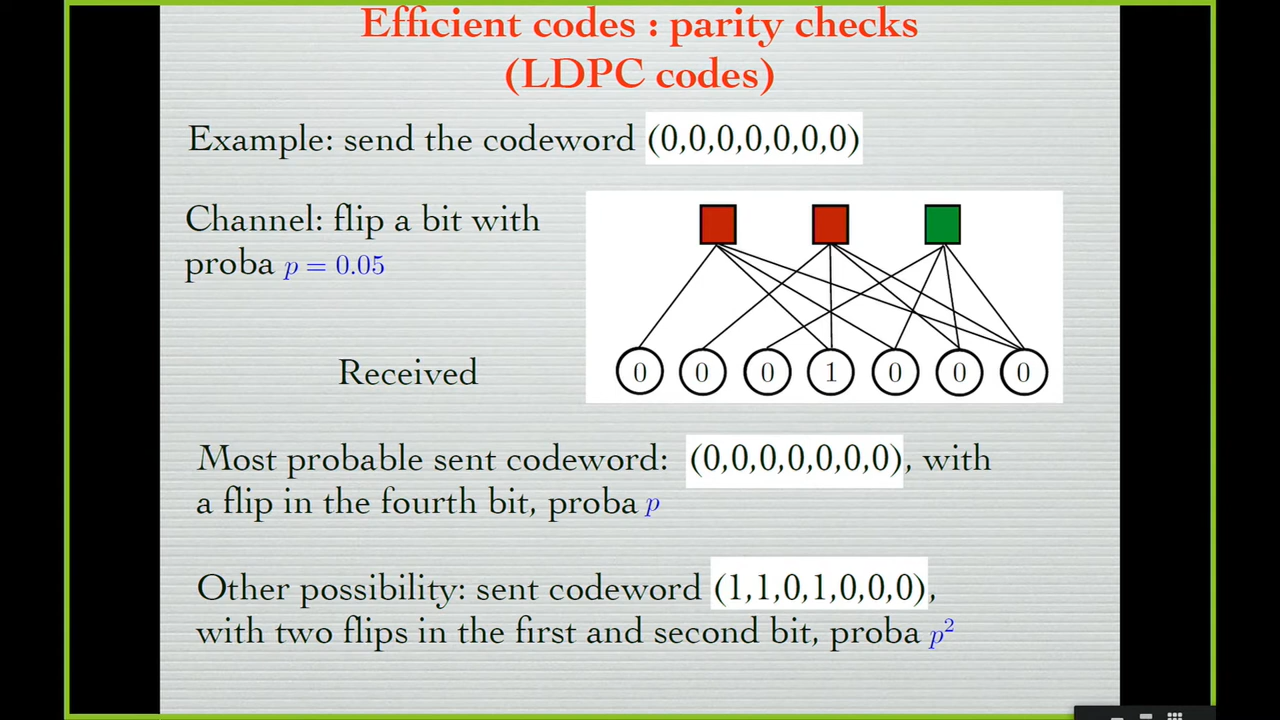 Efficient codes : parity checks
(LDPC codes)
Example: send the codeword (0,0,0,0,0,0,0)
Channel: flip a bit with
proba p = 0.05
Received
0 0 0 1 0 0 0
Most probable sent codeword: (0,0,0,0,0,0,0), with
a flip in the fourth bit, proba p
Other possibility: sent codeword (1,1,0,1,0,0,0),
with two flips in the first and second bit, proba p²